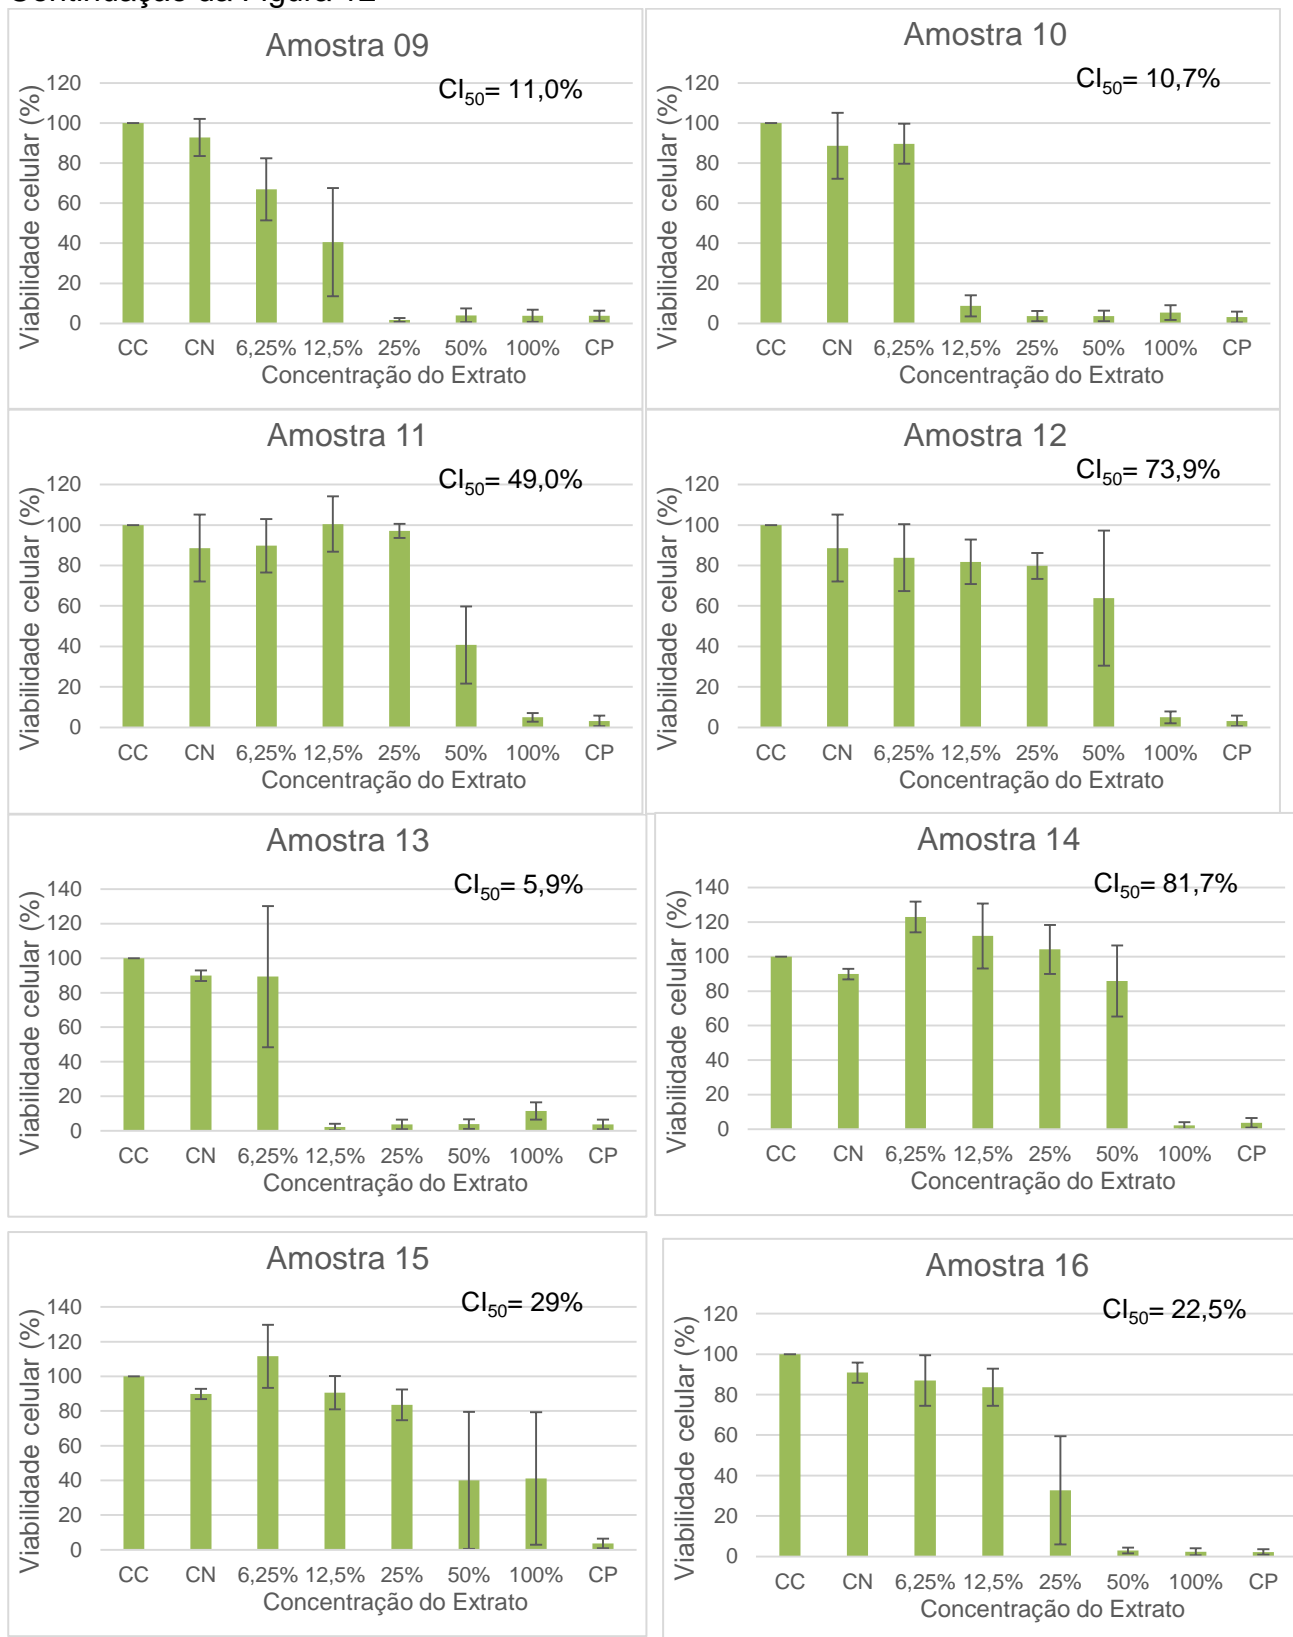 Continuação da Figura 12
Amostra 09
CI50= 11,0%
Viabilidade celular (%)
120
100
80
60
40
20
0
CC CN 6,25% 12,5% 25% 50% 100% CP
Concentração do Extrato
Amostra 10
CI50= 10,7%
Viabilidade celular (%)
120
100
80
60
40
20
0
CC CN 6,25% 12,5% 25% 50% 100% CP
Concentração do Extrato
Amostra 11
CI50= 49,0%
Viabilidade celular (%)
120
100
80
60
40
20
0
CC CN 6,25% 12,5% 25% 50% 100% CP
Concentração do Extrato
Amostra 12
CI50= 73,9%
Viabilidade celular (%)
120
100
80
60
40
20
0
CC CN 6,25% 12,5% 25% 50% 100% CP
Concentração do Extrato
Amostra 13
CI50= 5,9%
Viabilidade celular (%)
140
120
100
80
60
40
20
0
CC CN 6,25% 12,5% 25% 50% 100% CP
Concentração do Extrato
Amostra 14
CI50= 81,7%
Viabilidade celular (%)
140
120
100
80
60
40
20
0
CC CN 6,25% 12,5% 25% 50% 100% CP
Concentração do Extrato
Amostra 15
CI50= 29%
Viabilidade celular (%)
140
120
100
80
60
40
20
0
CC CN 6,25% 12,5% 25% 50% 100% CP
Concentração do Extrato
Amostra 16
CI50= 22,5%
Viabilidade celular (%)
120
100
80
60
40
20
0
CC CN 6,25% 12,5% 25% 50% 100% CP
Concentração do Extrato